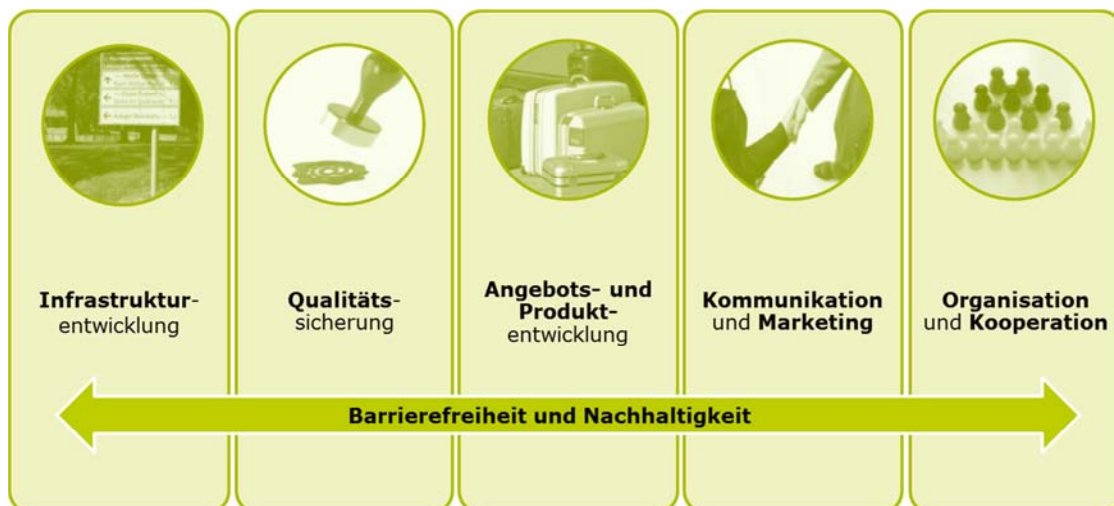 Infrastruktur-
entwicklung
Qualitäts-
sicherung
Angebots- und
Produkt-
entwicklung
Kommunikation
und Marketing
Organisation
und Kooperation
Barrierefreiheit und Nachhaltigkeit